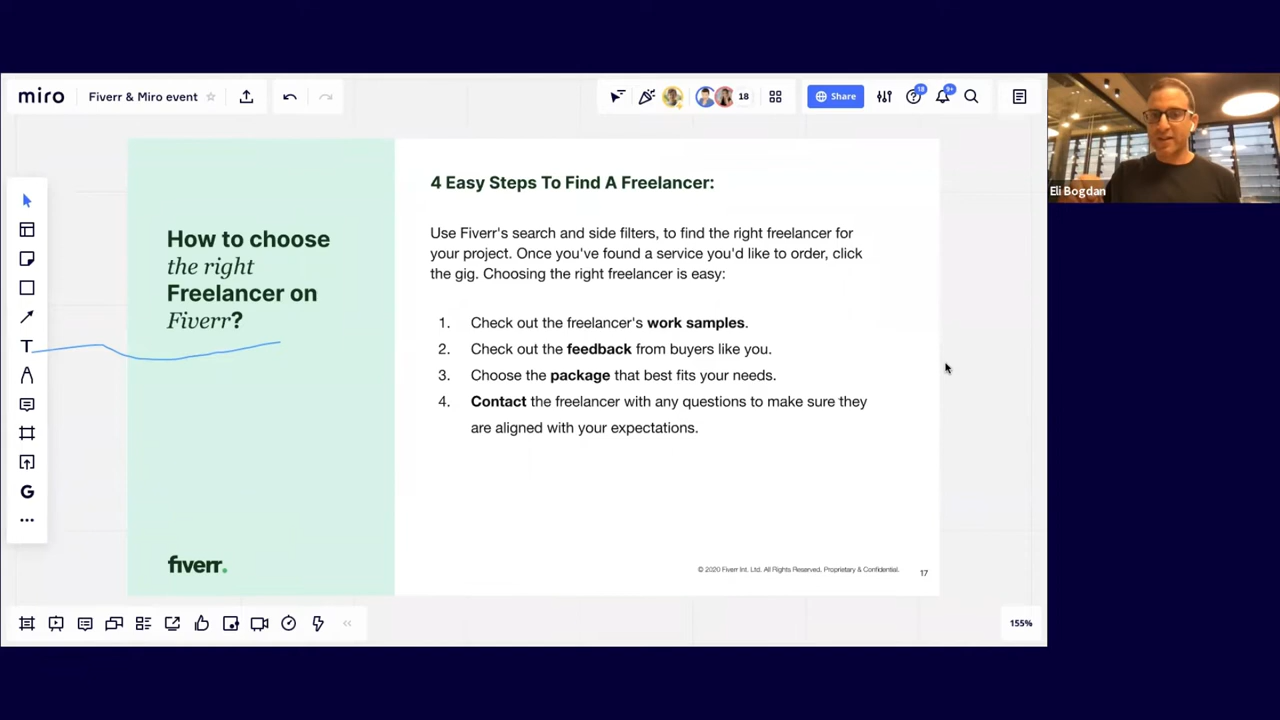 miro
Fiverr & Miro event
18
Share
18
9+
Eli Bogdan
How to choose
the right
Freelancer on
Fiverr?
4 Easy Steps To Find A Freelancer:
Use Fiverr's search and side filters, to find the right freelancer for
your project. Once you've found a service you'd like to order, click
the gig. Choosing the right freelancer is easy:
1. Check out the freelancer's work samples.
2. Check out the feedback from buyers like you.
3. Choose the package that best fits your needs.
4. Contact the freelancer with any questions to make sure they
are aligned with your expectations.
fiverr.
© 2020 Fiverr Int. Ltd. All Rights Reserved. Proprietary & Confidential.
17
155%